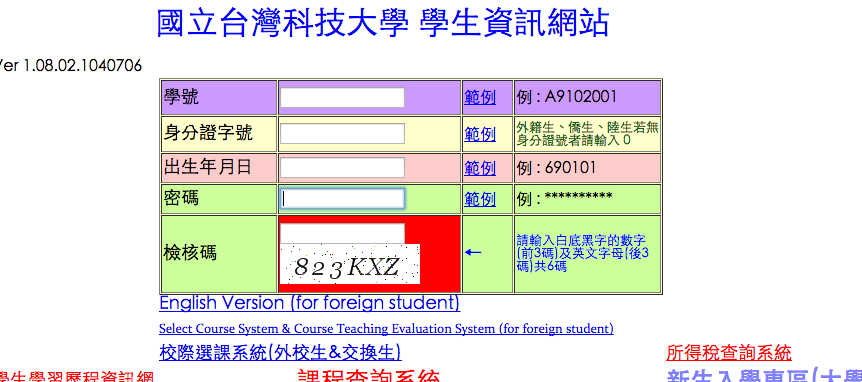 國立台灣科技大學 學生資訊網站
Ver 1.08.02.1040706
學號 範例 例 : A9102001
身分證字號 範例 外籍生、僑生、陸生若無
身分證號者請輸入 0
出生年月日 範例 例 : 690101
密碼 範例 例 : **********
檢核碼 ← 請輸入白底黑字的數字
(前3碼)及英文字母(後3
碼)共6碼
823KXZ
English Version (for foreign student)
Select Course System & Course Teaching Evaluation System (for foreign student)
校際選課系統(外校生&交換生) 所得稅查詢系統
學生學習歷程資訊網 課程查詢系統 新生入學專區(大學